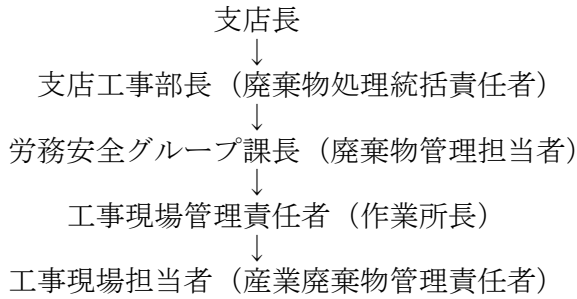 支店長
↓
支店工事部長（廃棄物処理統括責任者）
↓
労務安全グループ課長（廃棄物管理担当者）
↓
工事現場管理責任者（作業所長）
↓
工事現場担当者（産業廃棄物管理責任者）